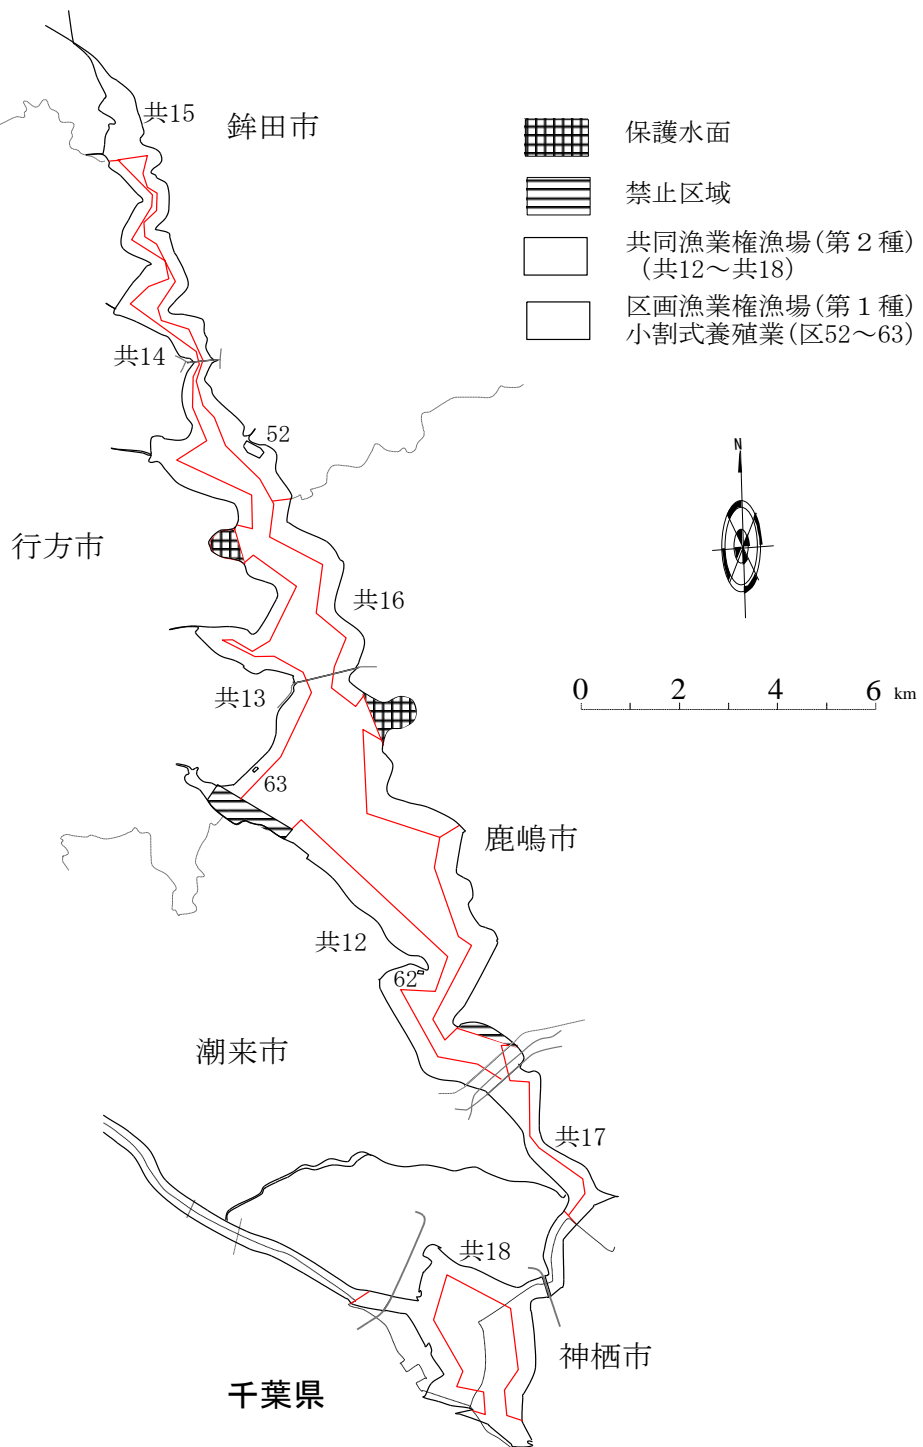 共15
鉾田市
保護水面
禁止区域
共同漁業権漁場(第２種)
(共12～共18)
区画漁業権漁場(第１種)
小割式養殖業(区52～63)
共14
52
N
行方市
共16
共13
0 2 4 6 km
63
鹿嶋市
共12
62
潮来市
共17
共18
神栖市
千葉県